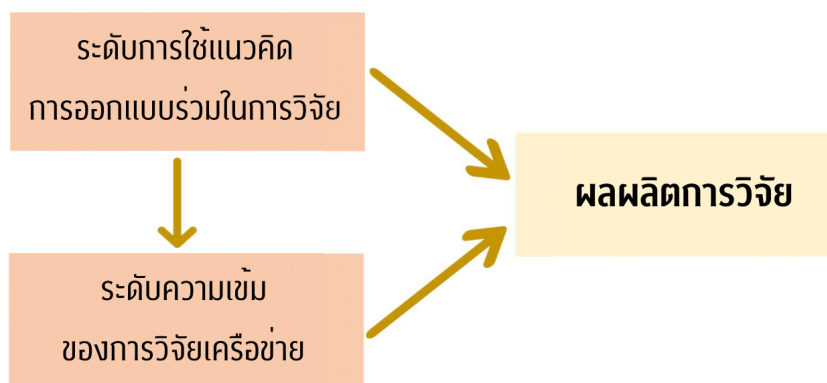 ระดับการใช้แนวคิด
การออกแบบร่วมในการวิจัย
ผลผลิตการวิจัย
ระดับความเข้ม
ของการวิจัยเครือข่าย